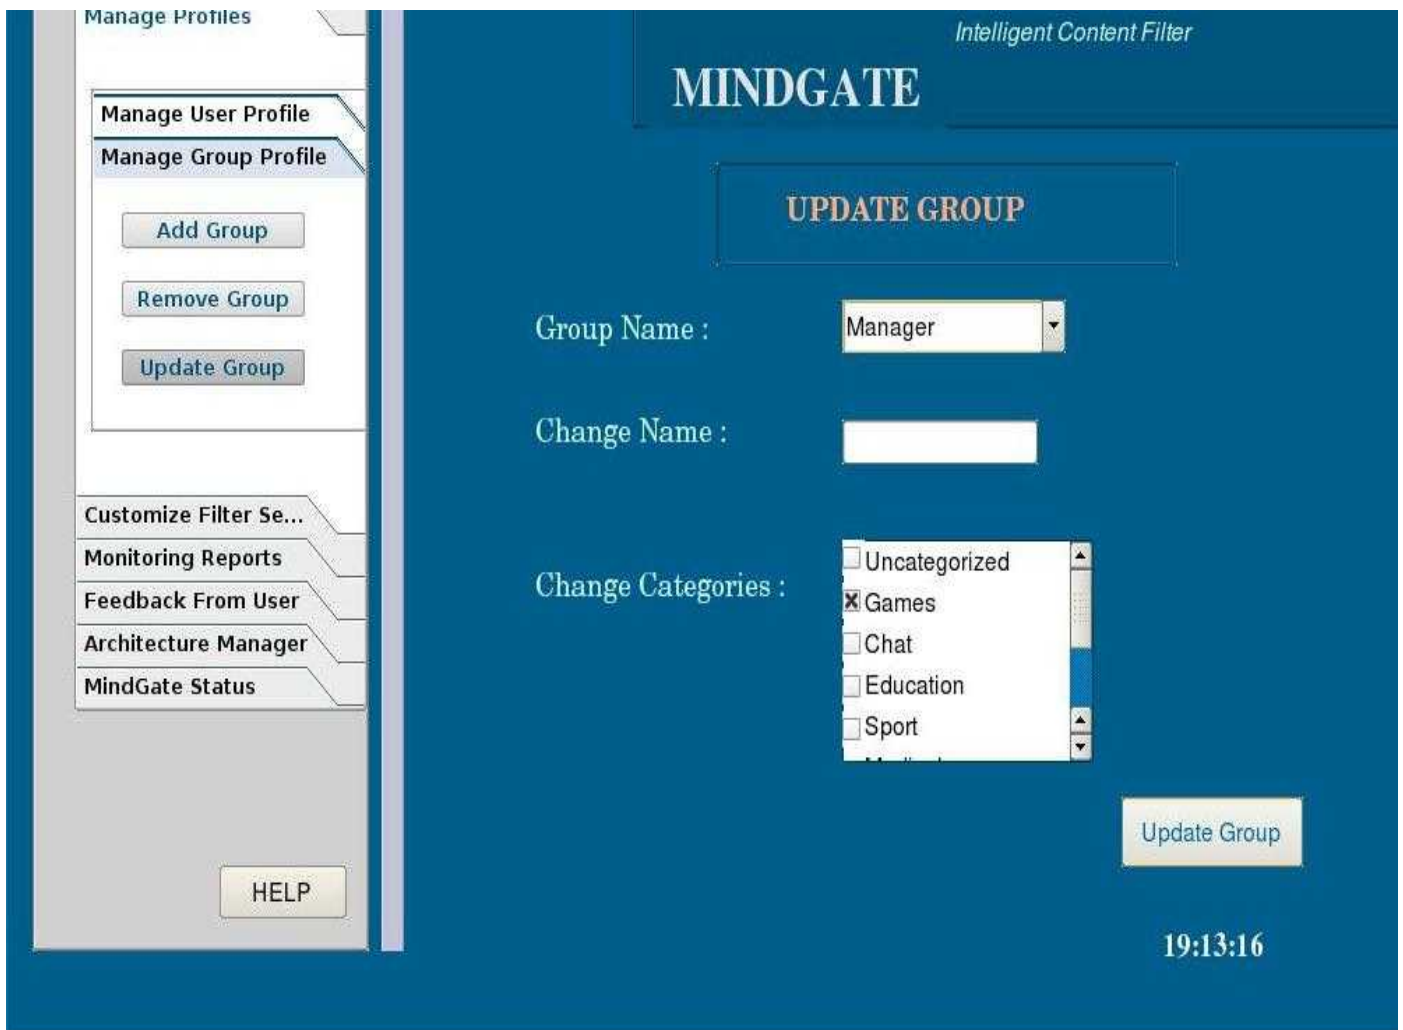 Manage Profiles
Manage User Profile
Manage Group Profile
Add Group
Remove Group
Update Group
Customize Filter Se...
Monitoring Reports
Feedback From User
Architecture Manager
MindGate Status
HELP
Intelligent Content Filter
MINDGATE
UPDATE GROUP
Group Name :
Manager
Change Name :
Change Categories :
Uncategorized
Games
Chat
Education
Sport
Update Group
19:13:16